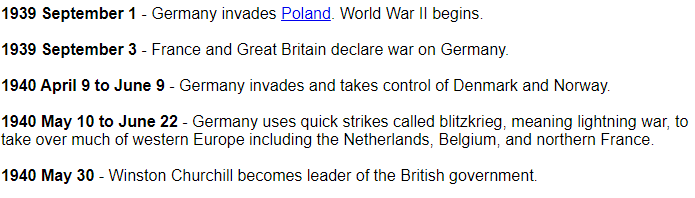 1939 September 1 - Germany invades Poland. World War II begins.
1939 September 3 - France and Great Britain declare war on Germany.
1940 April 9 to June 9 - Germany invades and takes control of Denmark and Norway.
1940 May 10 to June 22 - Germany uses quick strikes called blitzkrieg, meaning lightning war, to
take over much of western Europe including the Netherlands, Belgium, and northern France.
1940 May 30 - Winston Churchill becomes leader of the British government.